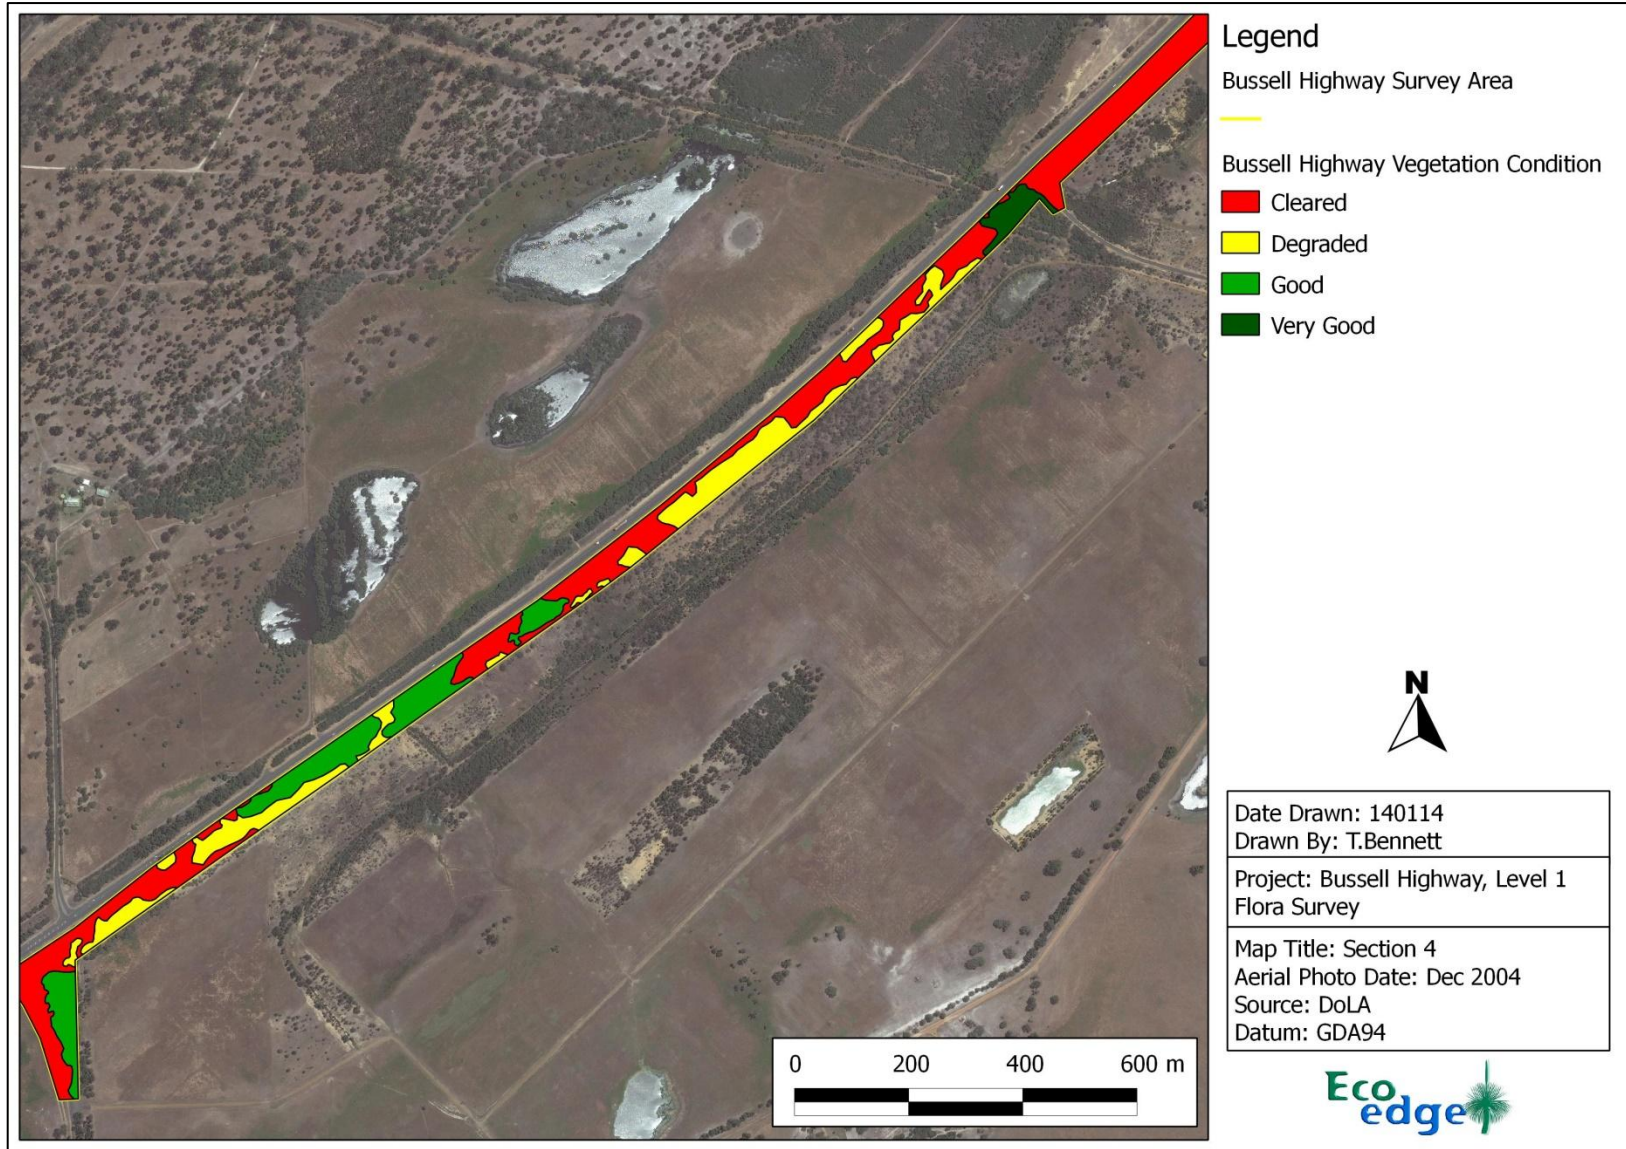 Legend
Bussell Highway Survey Area
Bussell Highway Vegetation Condition
Cleared
Degraded
Good
Very Good
N
Date Drawn: 140114
Drawn By: T.Bennett
Project: Bussell Highway, Level 1
Flora Survey
Map Title: Section 4
Aerial Photo Date: Dec 2004
Source: DoLA
Datum: GDA94
0 200 400 600 m
Eco
edge